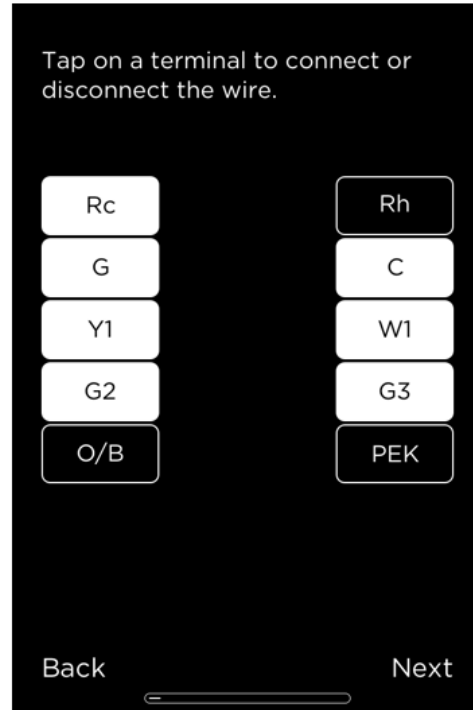 Tap on a terminal to connect or
disconnect the wire.
Rc
Rh
G
C
Y1
W1
G2
G3
O/B
PEK
Back
Next